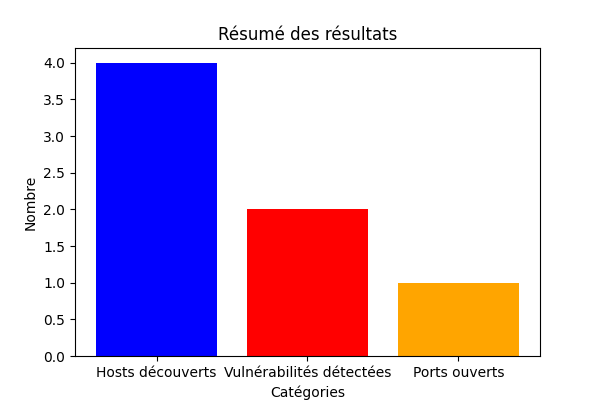 Résumé des résultats
4.0
3.5
3.0
2.5
2.0
1.5
1.0
0.5
0.0
Nombre
Hosts découverts Vulnérabilités détectées Ports ouverts
Catégories